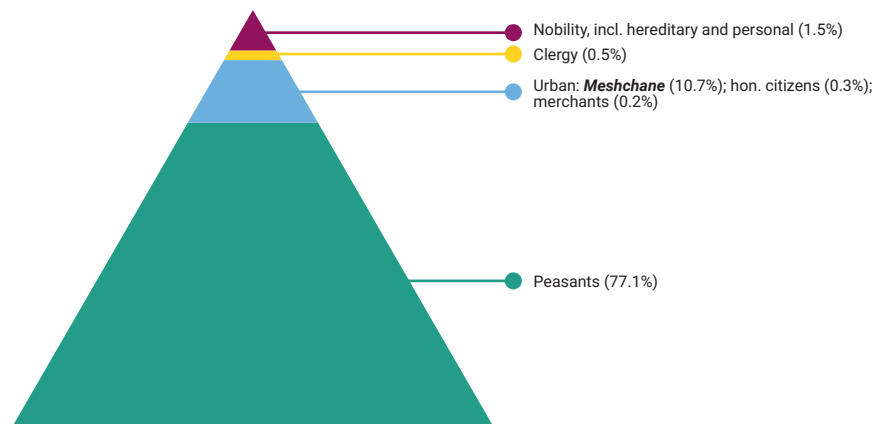 Nobility, incl. hereditary and personal (1.5%)
Clergy (0.5%)
Urban: Meshchane (10.7%); hon. citizens (0.3%);
merchants (0.2%)
Peasants (77.1%)